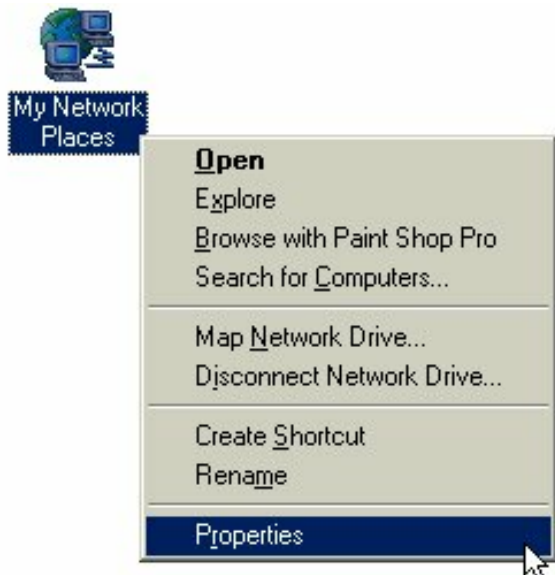 My Network
Places
Open
Explore
Browse with Paint Shop Pro
Search for Computers...
Map Network Drive...
Disconnect Network Drive...
Create Shortcut
Rename
Properties